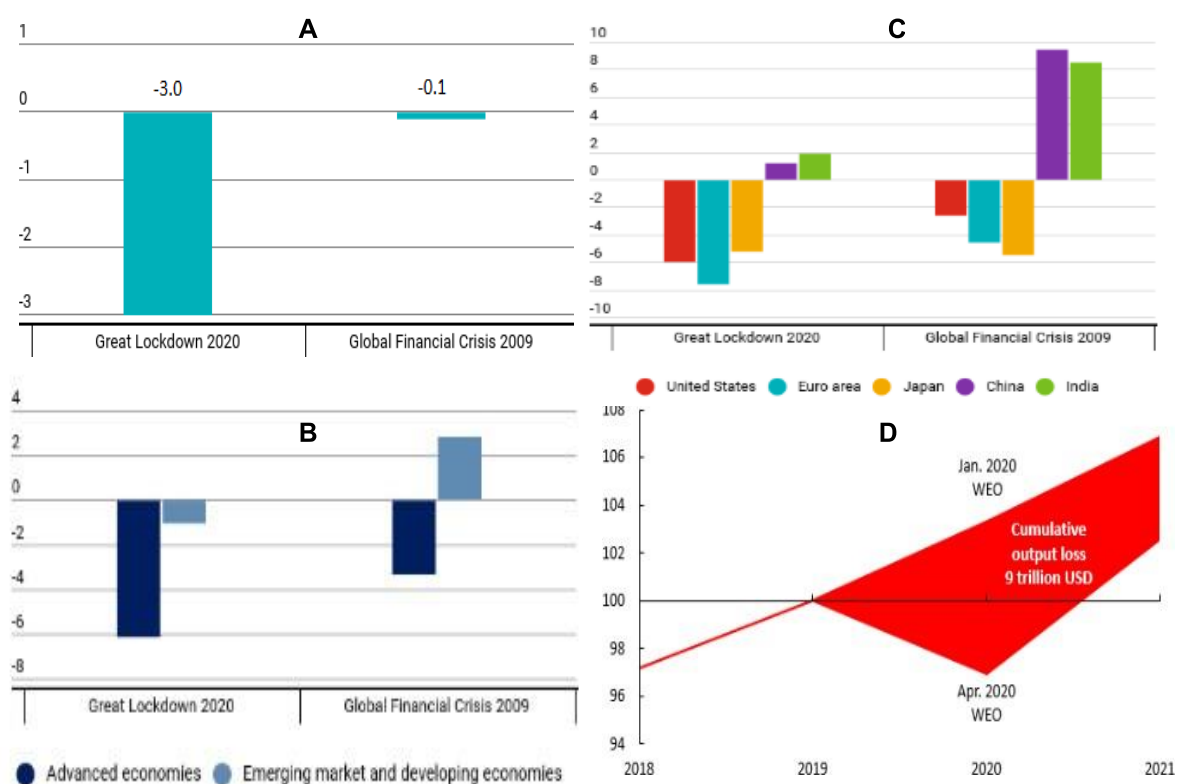 A
1
0
-1
-2
-3
-3.0
-0.1
Great Lockdown 2020
Global Financial Crisis 2009
C
10
8
6
4
2
0
-2
-4
-6
-8
-10
Great Lockdown 2020
Global Financial Crisis 2009
United States
Euro area
Japan
China
India
B
4
2
0
-2
-4
-6
-8
Great Lockdown 2020
Global Financial Crisis 2009
Advanced economies
Emerging market and developing economies
D
108
106
104
102
100
98
96
94
Jan. 2020
WEO
Cumulative
output loss
9 trillion USD
Apr. 2020
WEO
2018
2019
2020
2021